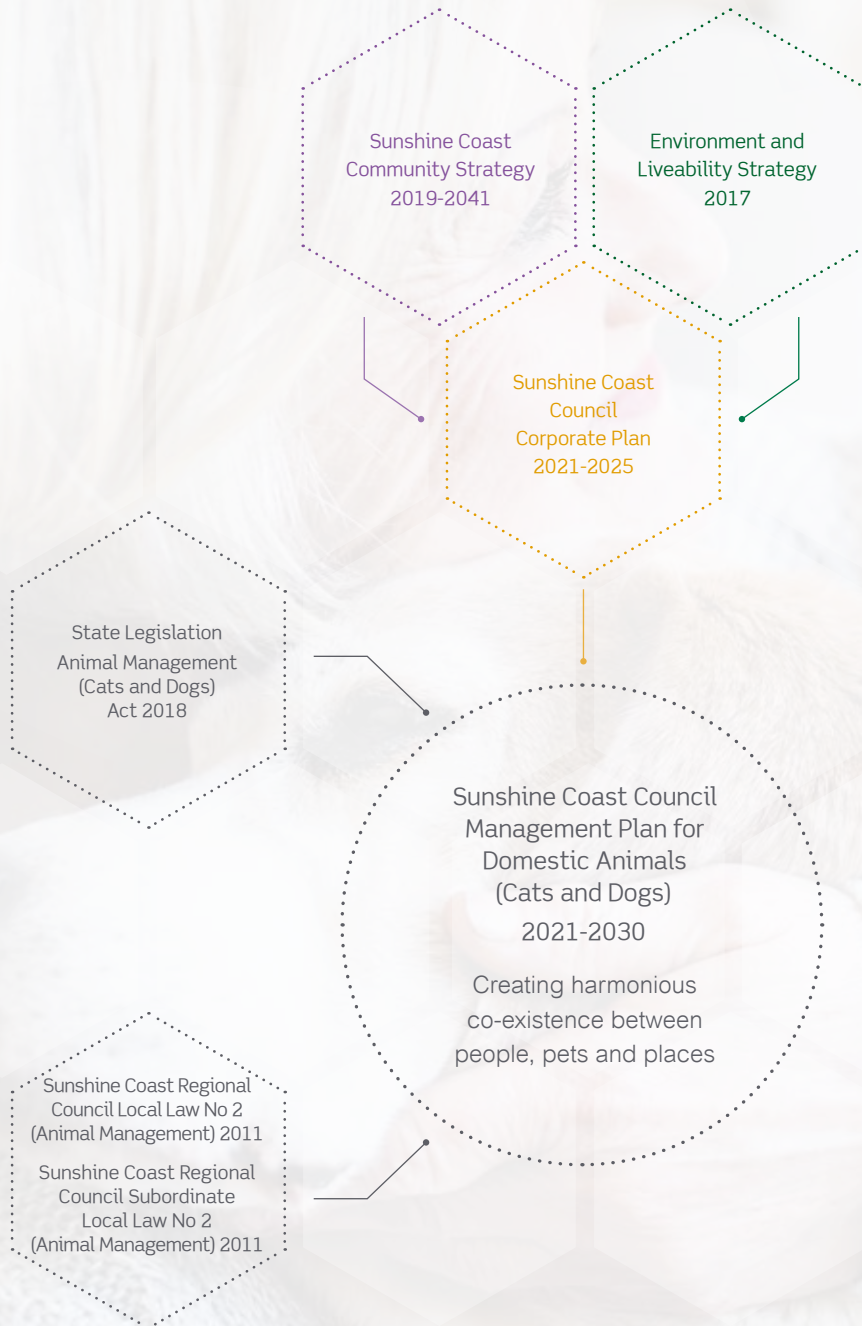 Sunshine Coast
Community Strategy
2019-2041
Environment and
Liveability Strategy
2017
Sunshine Coast
Council
Corporate Plan
2021-2025
State Legislation
Animal Management
(Cats and Dogs)
Act 2018
Sunshine Coast Council
Management Plan for
Domestic Animals
(Cats and Dogs)
2021-2030
Creating harmonious
co-existence between
people, pets and places
Sunshine Coast Regional
Council Local Law No 2
(Animal Management) 2011
Sunshine Coast Regional
Council Subordinate
Local Law No 2
(Animal Management) 2011